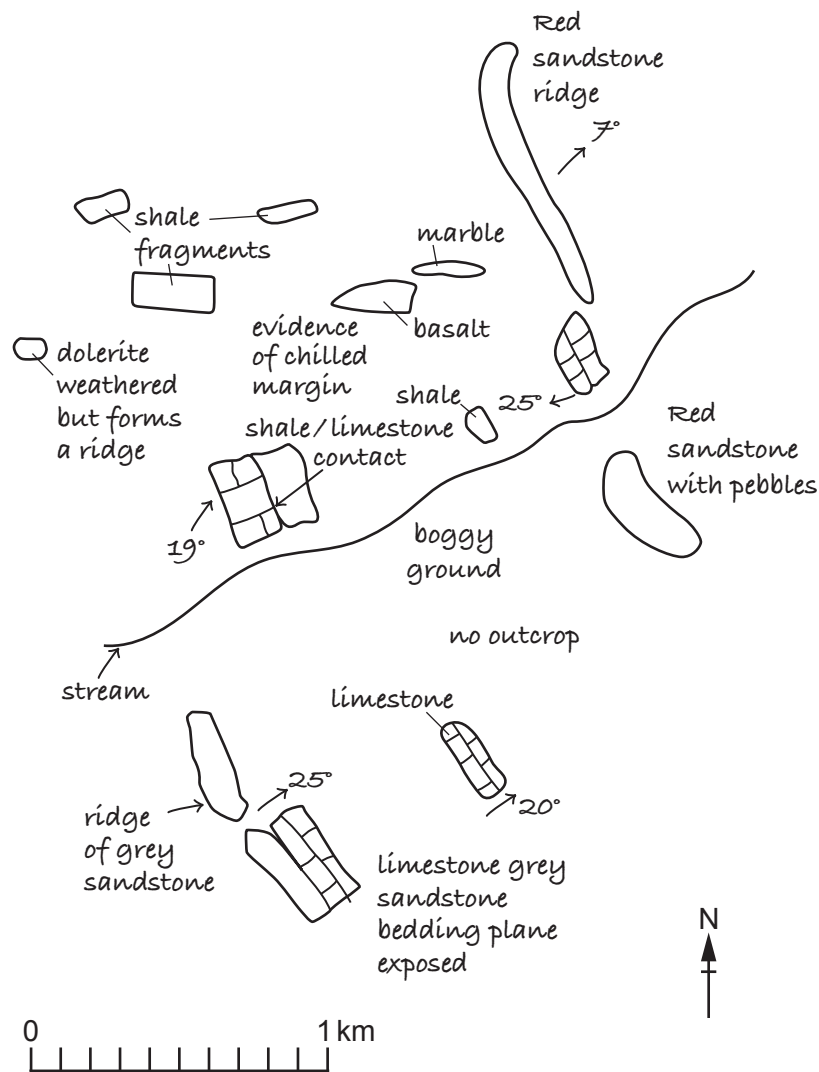 Red
sandstone
ridge
7°
shale
fragments
marble
basalt
evidence
of chilled
margin
dolerite
weathered
but forms
a ridge
shale
25°
shale/limestone
contact
19°
Red
sandstone
with pebbles
boggy
ground
no outcrop
stream
limestone
25°
20°
ridge
of grey
sandstone
limestone grey
sandstone
bedding plane
exposed
N
0 1 km